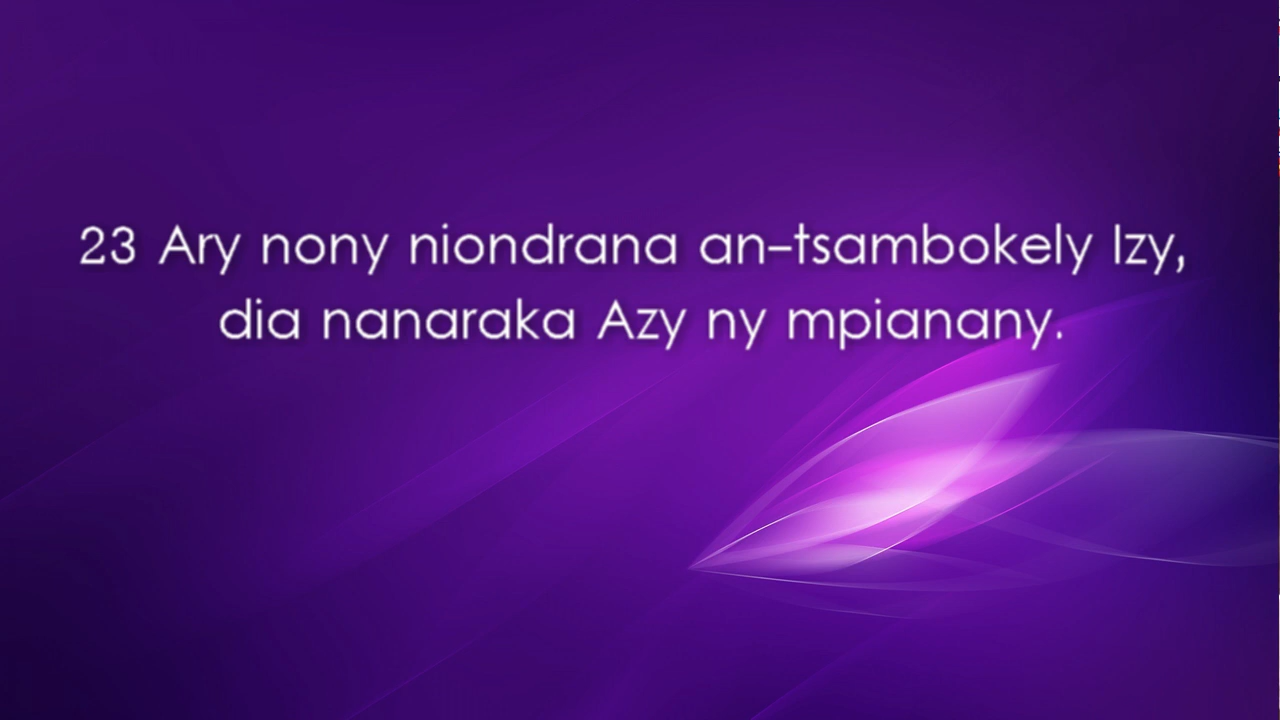 23 Ary nony niondrana an–tsambokely Izy,
dia nanaraka Azy ny mpianany.